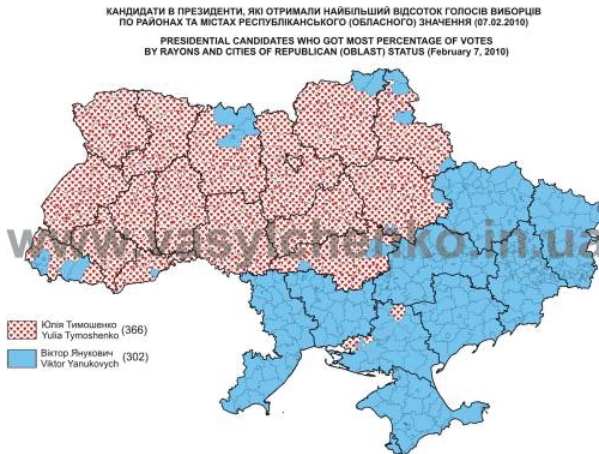 КАНДИДАТИ В ПРЕЗИДЕНТИ, ЯКІ ОТРИМАЛИ НАЙБІЛЬШИЙ ВІДСОТОК ГОЛОСІВ ВИБОРЦІВ
ПО РАЙОНАХ ТА МІСТАХ РЕСПУБЛІКАНСЬКОГО (ОБЛАСНОГО) ЗНАЧЕННЯ (07.02.2010)
PRESIDENTIAL CANDIDATES WHO GOT MOST PERCENTAGE OF VOTES
BY RAYONS AND CITIES OF REPUBLICAN (OBLAST) STATUS (February 7, 2010)
www.vasylchenko.in.ua
Юлія Тимошенко (366)
Yulia Tymoshenko
Віктор Янукович (302)
Viktor Yanukovych